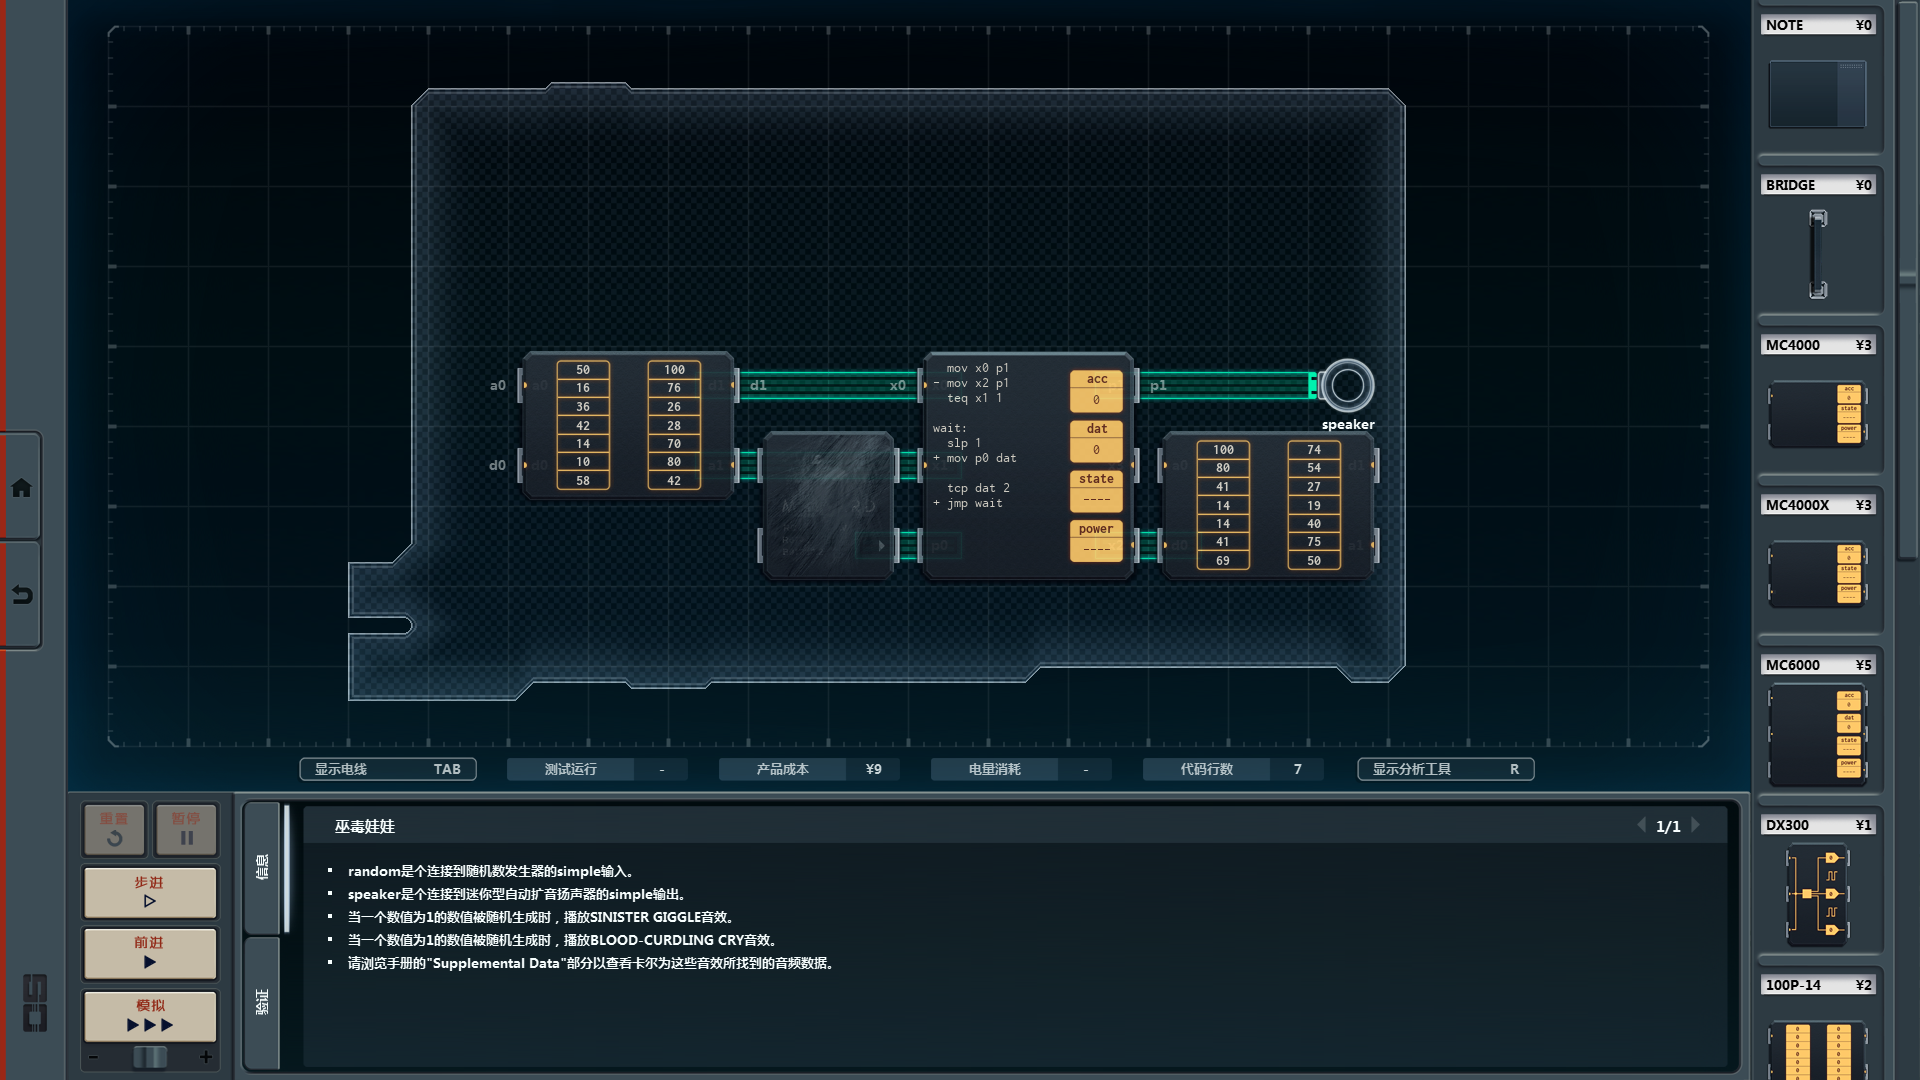 NOTE ¥0
BRIDGE ¥0
MC4000 ¥3
MC4000X ¥3
MC6000 ¥5
DX300 ¥1
100P-14 ¥2
a0
d0
50 100
16 76
36 26
42 28
14 70
10 80
58 42
d1
x0
mov x0 p1
- mov x2 p1
teq x1 1
wait:
slp 1
+ mov p0 dat
tcp dat 2
+ jmp wait
acc
0
dat
0
state
----
power
----
p1
speaker
100 74
80 54
41 27
14 19
14 40
41 75
69 50
显示电线 TAB
测试运行 -
产品成本 ¥9
电量消耗 -
代码行数 7
显示分析工具 R
重置
暂停
步进
前进
模拟
- +
信息
验证
巫毒娃娃
1/1
▪ random是个连接到随机数发生器的simple输入。
▪ speaker是个连接到迷你型自动扩音扬声器的simple输出。
▪ 当一个数值为1的数值被随机生成时，播放SINISTER GIGGLE音效。
▪ 当一个数值为1的数值被随机生成时，播放BLOOD-CURDLING CRY音效。
▪ 请浏览手册的"Supplemental Data"部分以查看卡尔为这些音效所找到的音频数据。